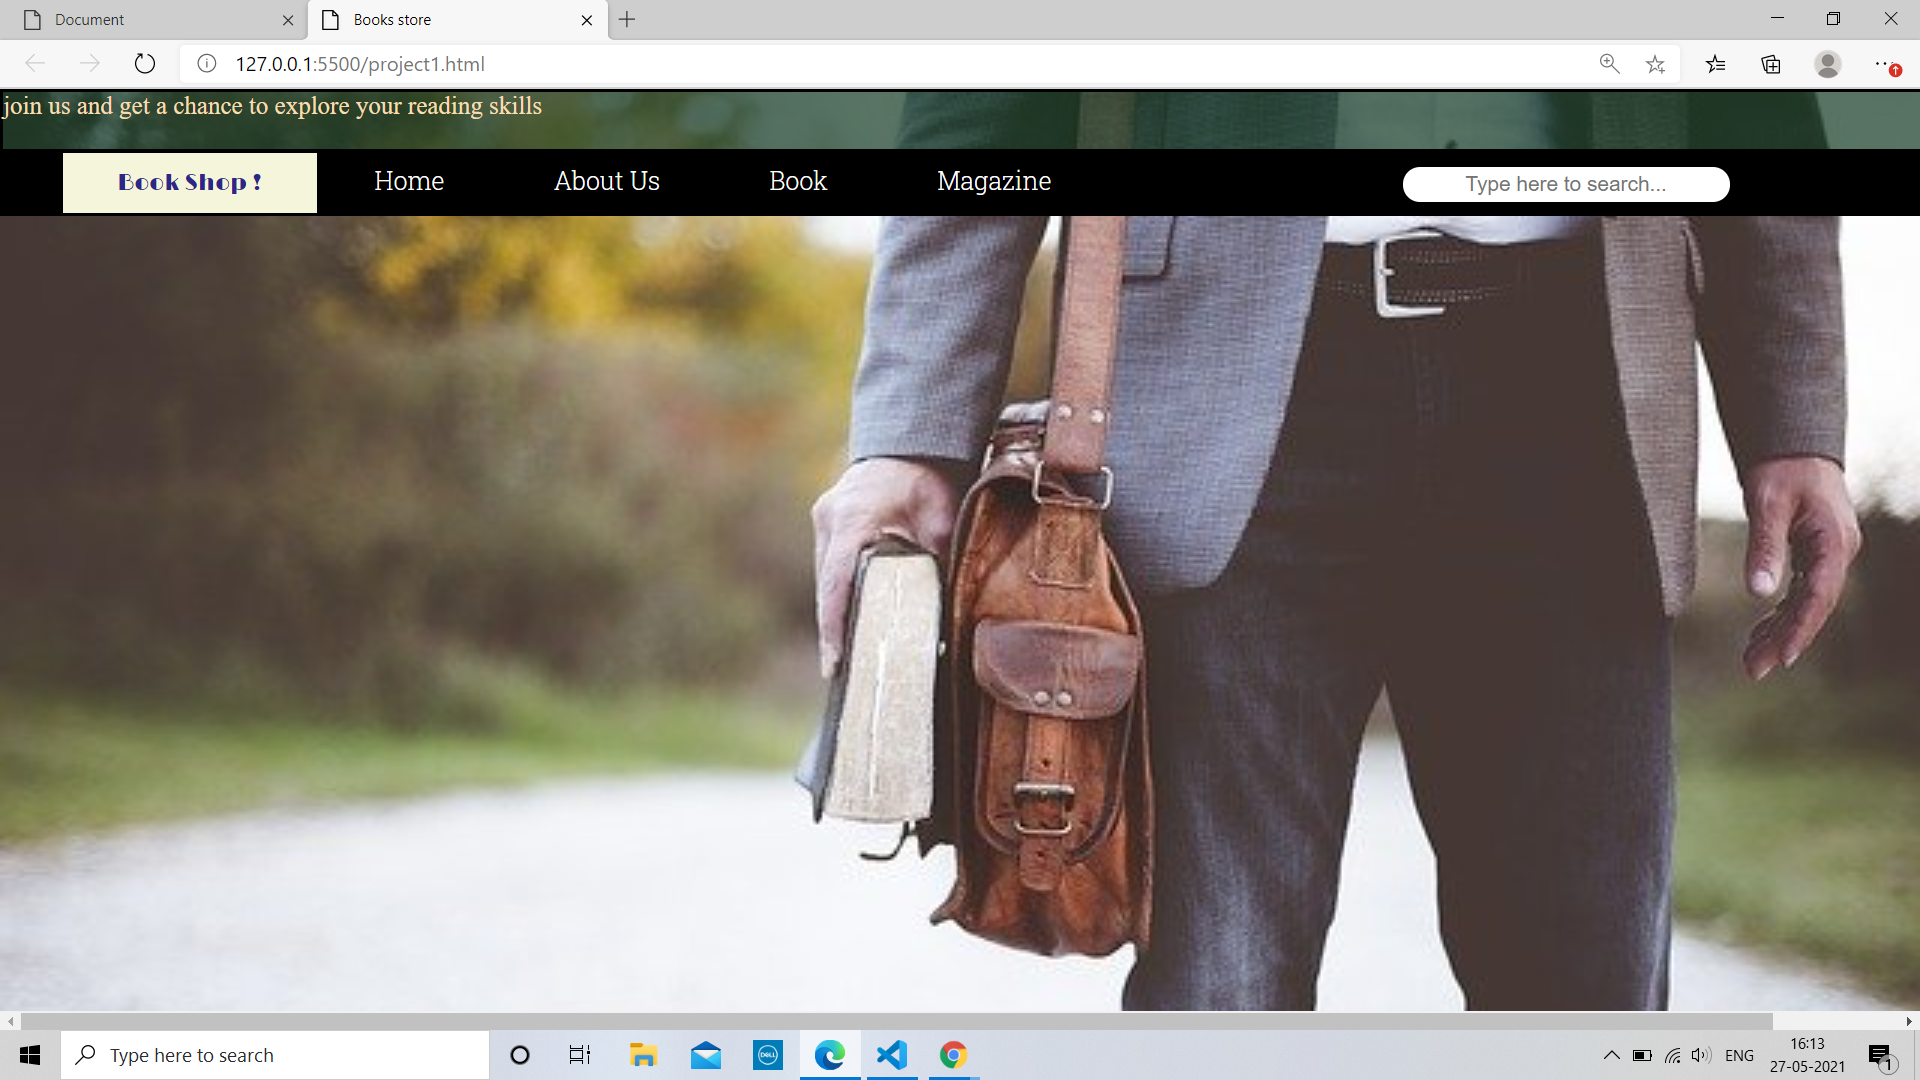 Document
Books store
127.0.0.1:5500/project1.html
join us and get a chance to explore your reading skills
Book Shop !
Home
About Us
Book
Magazine
Type here to search...
Type here to search
DELL
ENG
16:13
27-05-2021
1